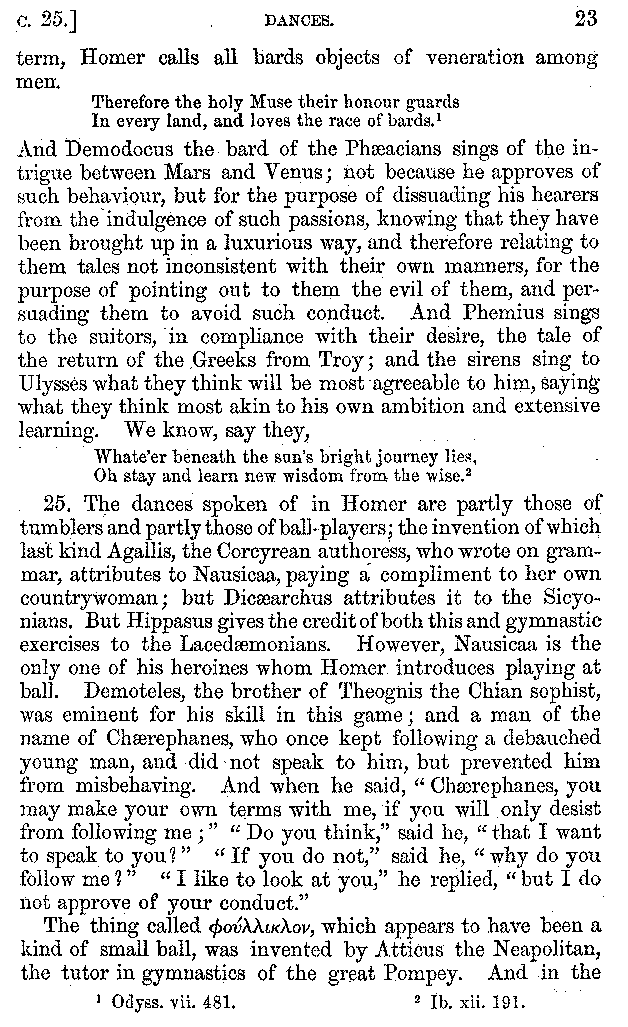 C. 25.] DANCES. 23
term, Homer calls all bards objects of veneration among
men.
Therefore the holy Muse their honour guards
In every land, and loves the race of bards.¹
And Demodocus the bard of the Phæacians sings of the in-
trigue between Mars and Venus; not because he approves of
such behaviour, but for the purpose of dissuading his hearers
from the indulgence of such passions, knowing that they have
been brought up in a luxurious way, and therefore relating to
them tales not inconsistent with their own manners, for the
purpose of pointing out to them the evil of them, and per-
suading them to avoid such conduct. And Phemius sings
to the suitors, in compliance with their desire, the tale of
the return of the Greeks from Troy; and the sirens sing to
Ulysses what they think will be most agreeable to him, saying
what they think most akin to his own ambition and extensive
learning. We know, say they,
Whate'er beneath the sun's bright journey lies,
Oh stay and learn new wisdom from the wise.²
25. The dances spoken of in Homer are partly those of
tumblers and partly those of ball-players; the invention of which
last kind Agallis, the Corcyrean authoress, who wrote on gram-
mar, attributes to Nausicaa, paying a compliment to her own
countrywoman; but Dicæarchus attributes it to the Sicyo-
nians. But Hippasus gives the credit of both this and gymnastic
exercises to the Lacedæmonians. However, Nausicaa is the
only one of his heroines whom Homer introduces playing at
ball. Demoteles, the brother of Theognis the Chian sophist,
was eminent for his skill in this game; and a man of the
name of Chærephanes, who once kept following a debauched
young man, and did not speak to him, but prevented him
from misbehaving. And when he said, "Chærephanes, you
may make your own terms with me, if you will only desist
from following me;" "Do you think," said he, "that I want
to speak to you?" "If you do not," said he, "why do you
follow me?" "I like to look at you," he replied, "but I do
not approve of your conduct."
The thing called φούλλικλον, which appears to have been a
kind of small ball, was invented by Atticus the Neapolitan,
the tutor in gymnastics of the great Pompey. And in the
¹ Odyss. vii. 481. ² Ib. xii. 191.